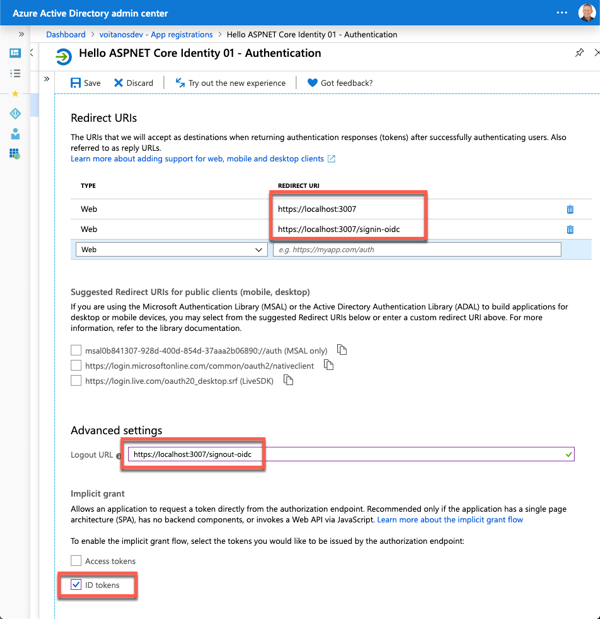 Azure Active Directory admin center
Dashboard > voitanosdev - App registrations > Hello ASPNET Core Identity 01 - Authentication
Hello ASPNET Core Identity 01 - Authentication
Save Discard Try out the new experience Got feedback?
Redirect URIs
The URIs that we will accept as destinations when returning authentication responses (tokens) after successfully authenticating users. Also
referred to as reply URLs.
Learn more about adding support for web, mobile and desktop clients
TYPE REDIRECT URI
Web https://localhost:3007
Web https://localhost:3007/signin-oidc
Web e.g. https://myapp.com/auth
Suggested Redirect URIs for public clients (mobile, desktop)
If you are using the Microsoft Authentication Library (MSAL) or the Active Directory Authentication Library (ADAL) to build applications for
desktop or mobile devices, you may select from the suggested Redirect URIs below or enter a custom redirect URI above. For more
information, refer to the library documentation.
msal0b841307-928d-400d-854d-37aaa2b06890://auth (MSAL only)
https://login.microsoftonline.com/common/oauth2/nativeclient
https://login.live.com/oauth20_desktop.srf (LiveSDK)
Advanced settings
Logout URL https://localhost:3007/signout-oidc
Implicit grant
Allows an application to request a token directly from the authorization endpoint. Recommended only if the application has a single page
architecture (SPA), has no backend components, or invokes a Web API via JavaScript. Learn more about the implicit grant flow
To enable the implicit grant flow, select the tokens you would like to be issued by the authorization endpoint:
Access tokens
ID tokens